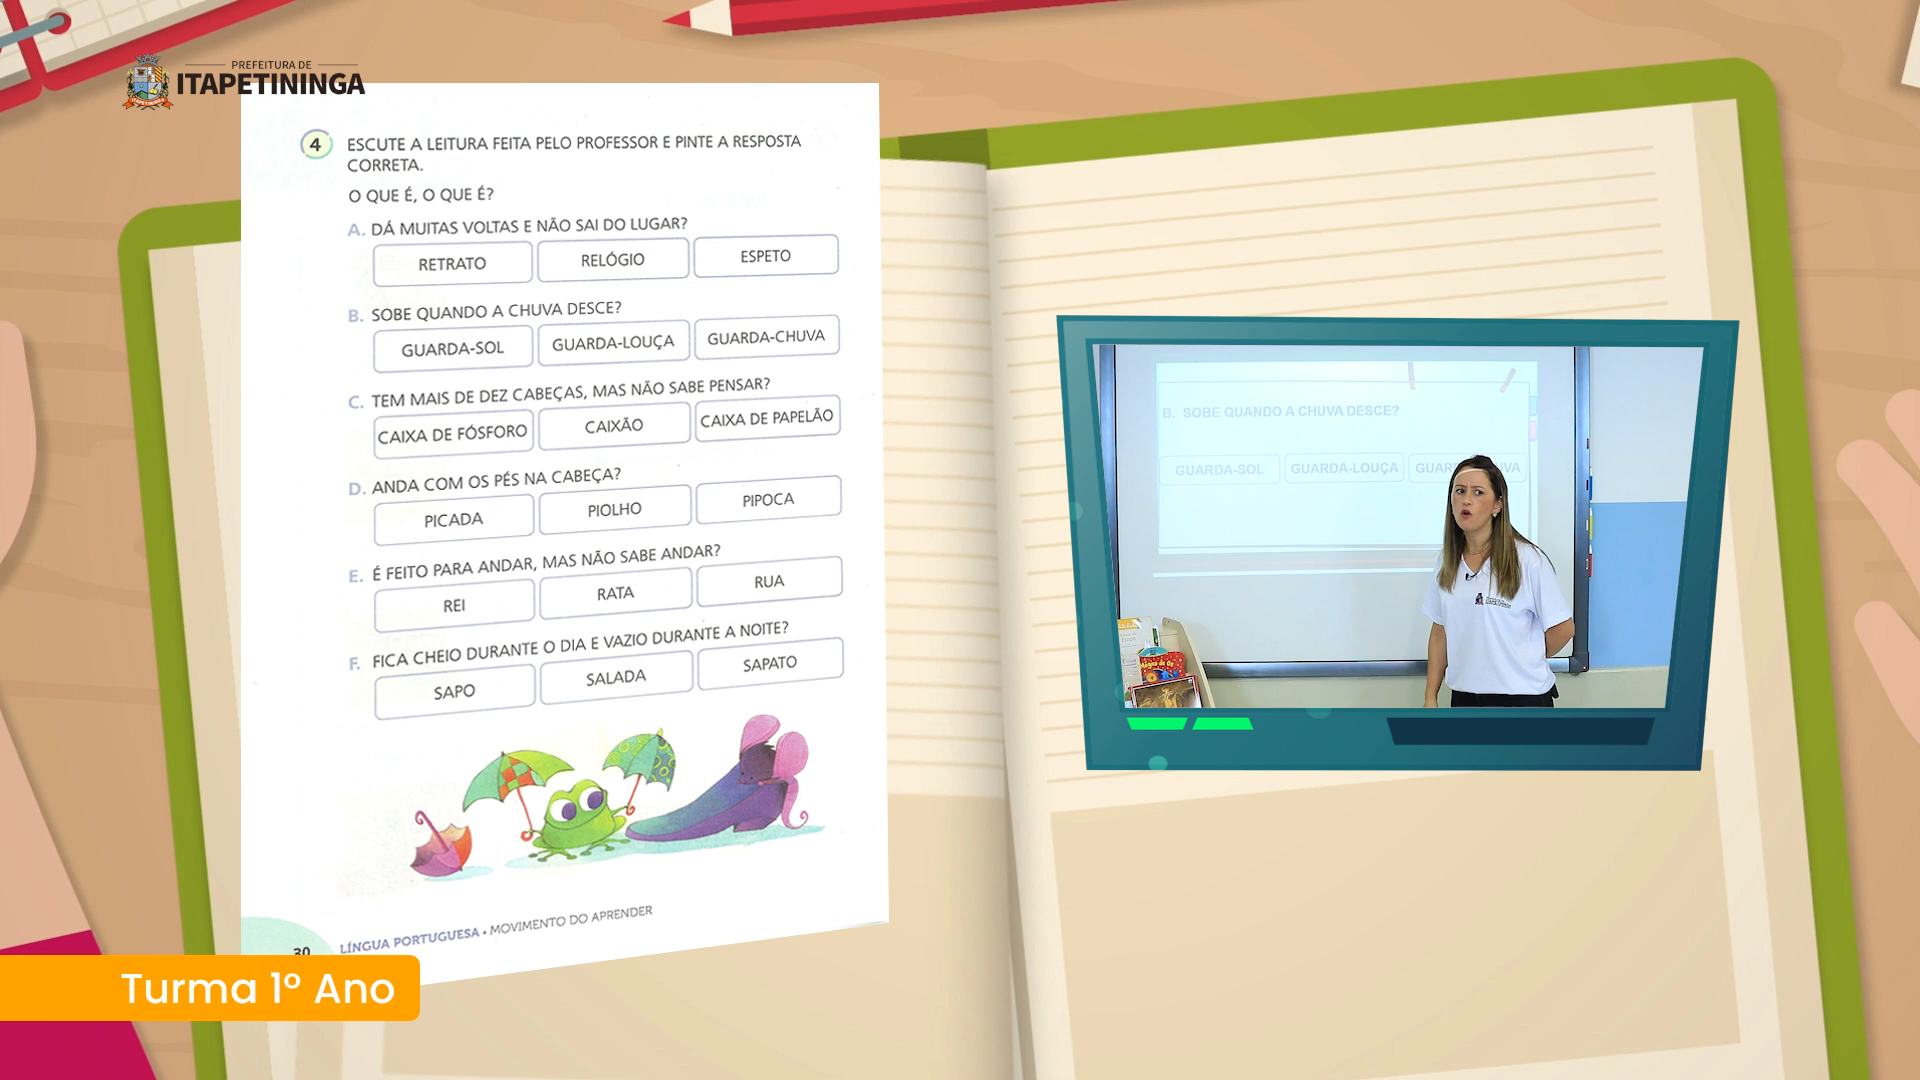 PREFEITURA DE
ITAPETININGA
4 ESCUTE A LEITURA FEITA PELO PROFESSOR E PINTE A RESPOSTA
CORRETA.
O QUE É, O QUE É?
A. DÁ MUITAS VOLTAS E NÃO SAI DO LUGAR?
RETRATO RELÓGIO ESPETO
B. SOBE QUANDO A CHUVA DESCE?
GUARDA-SOL GUARDA-LOUÇA GUARDA-CHUVA
C. TEM MAIS DE DEZ CABEÇAS, MAS NÃO SABE PENSAR?
CAIXA DE FÓSFORO CAIXÃO CAIXA DE PAPELÃO
D. ANDA COM OS PÉS NA CABEÇA?
PICADA PIOLHO PIPOCA
E. É FEITO PARA ANDAR, MAS NÃO SABE ANDAR?
REI RATA RUA
F. FICA CHEIO DURANTE O DIA E VAZIO DURANTE A NOITE?
SAPO SALADA SAPATO
30 LÍNGUA PORTUGUESA • MOVIMENTO DO APRENDER
Turma 1º Ano
B. SOBE QUANDO A CHUVA DESCE?
GUARDA-SOL GUARDA-LOUÇA